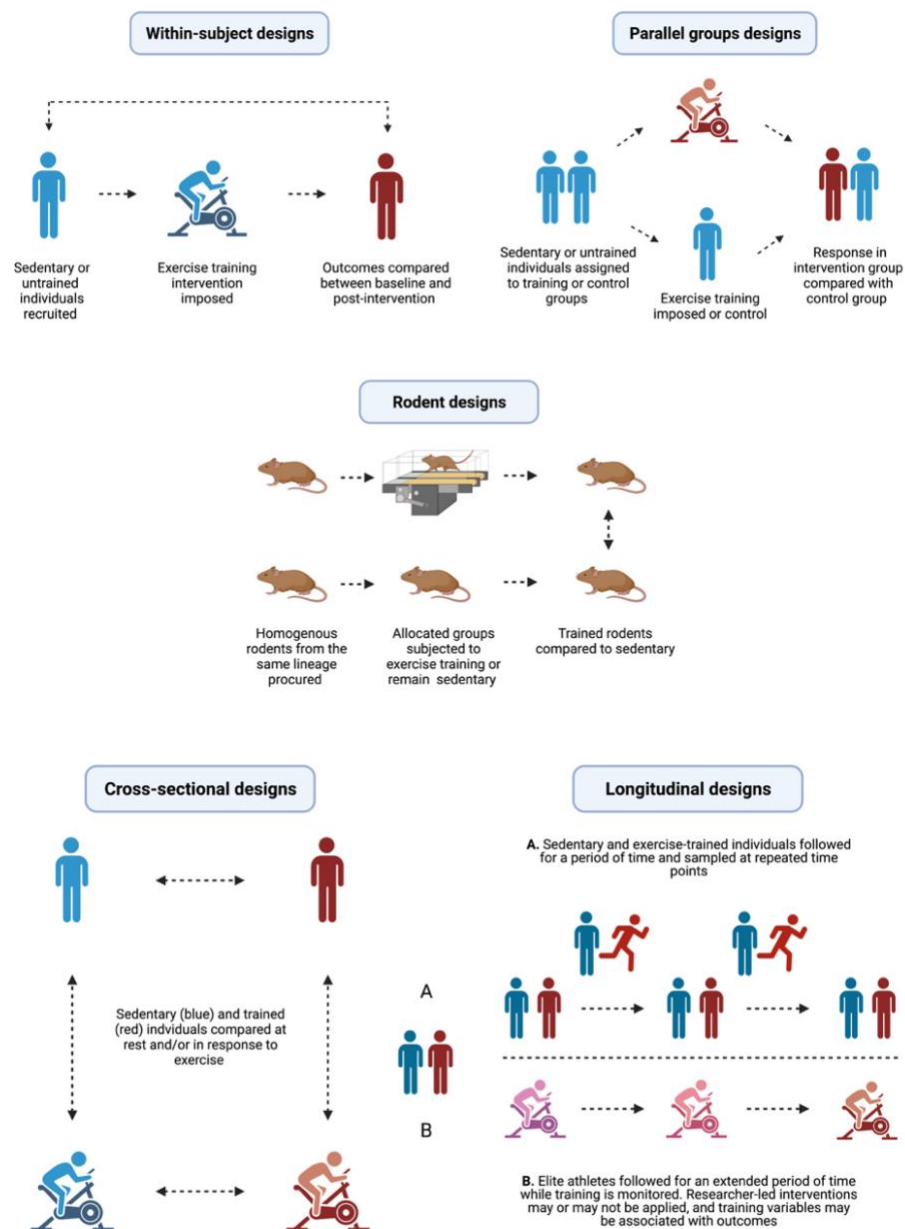 Within-subject designs
Sedentary or
untrained
individuals
recruited
Exercise training
intervention
imposed
Outcomes compared
between baseline and
post-intervention
Parallel groups designs
Sedentary or untrained
individuals assigned
to training or control
groups
Exercise training
imposed or control
Response in
intervention group
compared with
control group
Rodent designs
Homogenous
rodents from the
same lineage
procured
Allocated groups
subjected to
exercise training or
remain sedentary
Trained rodents
compared to sedentary
Cross-sectional designs
Sedentary (blue) and trained
(red) indivduals compared at
rest and/or in response to
exercise
Longitudinal designs
A. Sedentary and exercise-trained individuals followed
for a period of time and sampled at repeated time
points
A
B
B. Elite athletes followed for an extended period of time
while training is monitored. Researcher-led interventions
may or may not be applied, and training variables may
be associated with outcomes